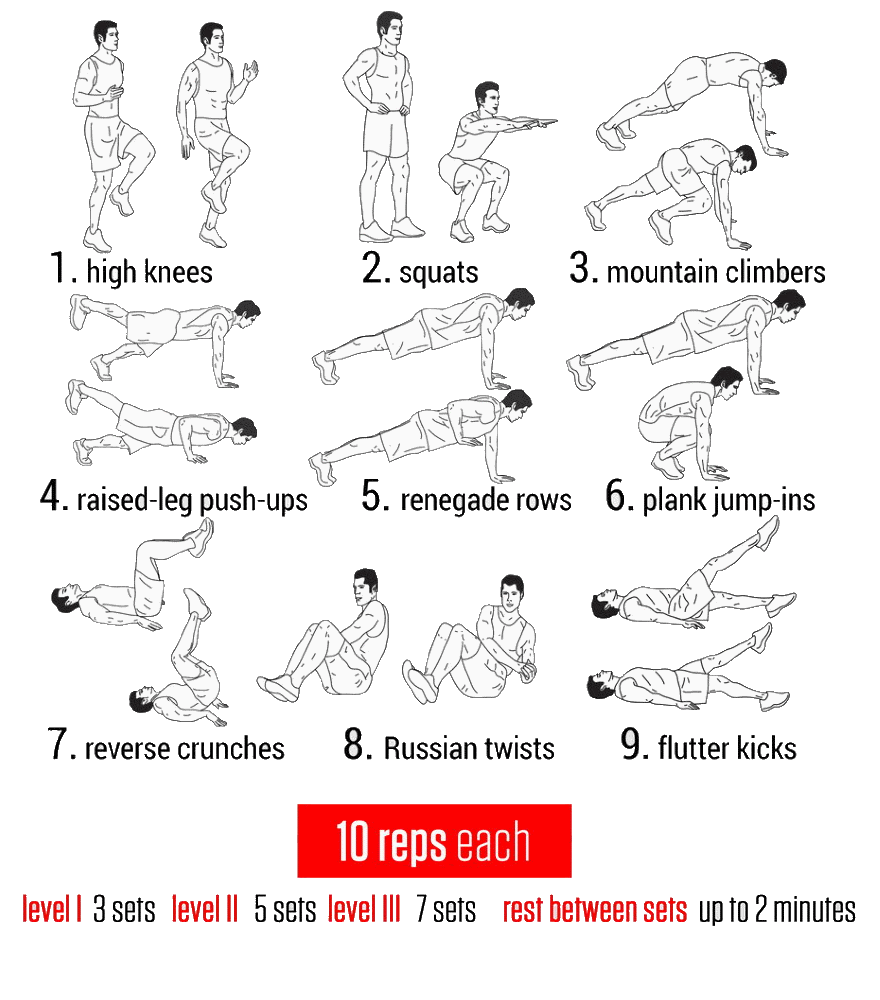 1. high knees
2. squats
3. mountain climbers
4. raised-leg push-ups
5. renegade rows
6. plank jump-ins
7. reverse crunches
8. Russian twists
9. flutter kicks
10 reps each
level I 3 sets level II 5 sets level III 7 sets rest between sets up to 2 minutes